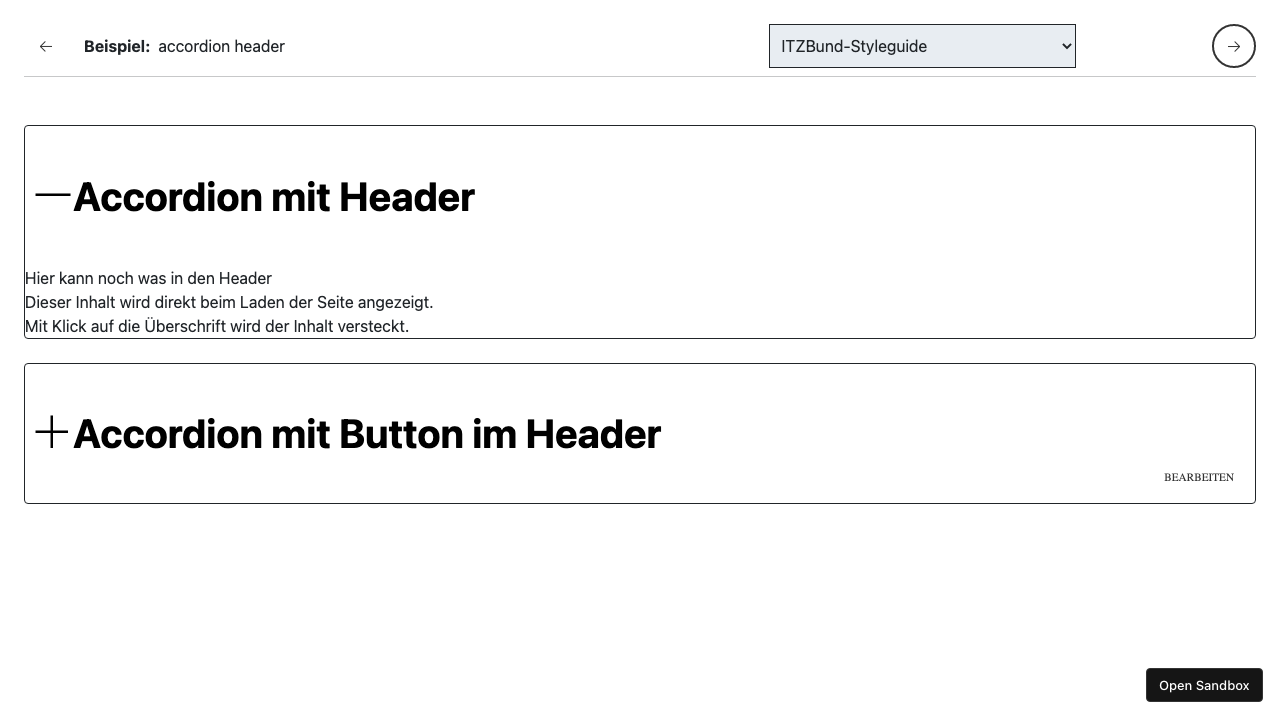 Beispiel: accordion header
ITZBund-Styleguide
Accordion mit Header
Hier kann noch was in den Header
Dieser Inhalt wird direkt beim Laden der Seite angezeigt.
Mit Klick auf die Überschrift wird der Inhalt versteckt.
Accordion mit Button im Header
BEARBEITEN
Open Sandbox